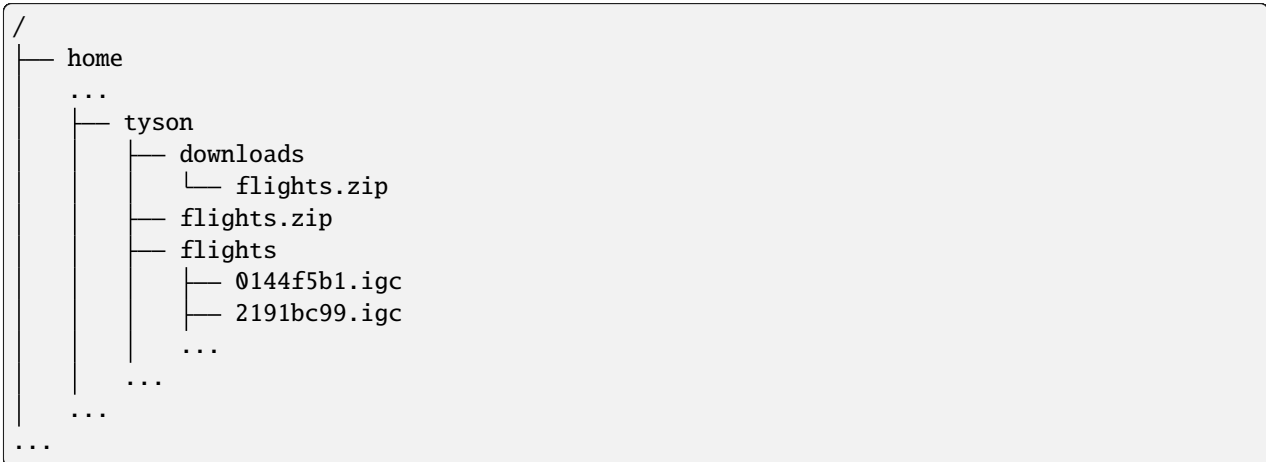 /
├── home
│   ...
│   ├── tyson
│   │   ├── downloads
│   │   │   └── flights.zip
│   │   ├── flights.zip
│   │   ├── flights
│   │   │   ├── 0144f5b1.igc
│   │   │   ├── 2191bc99.igc
│   │   │   ...
│   │   ...
│   ...
...